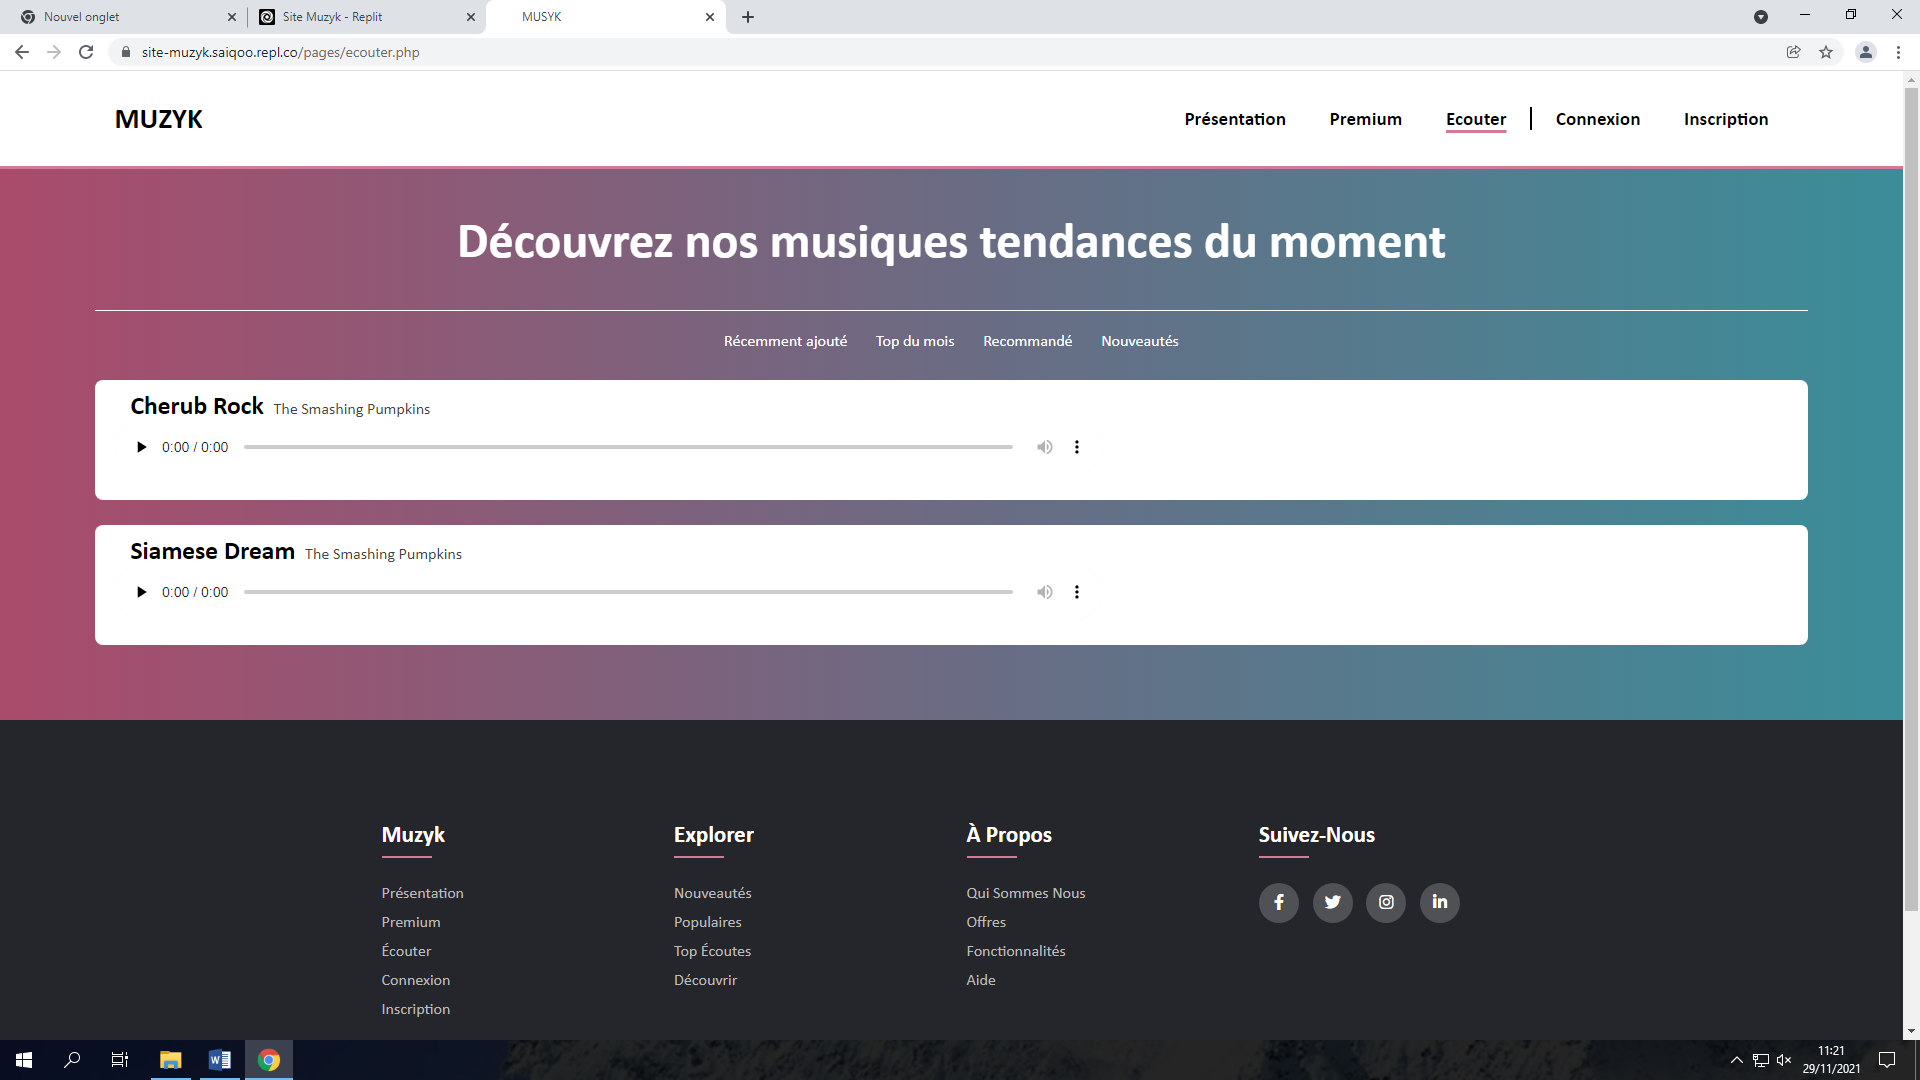 Nouvel onglet
Site Muzyk - Replit
MUSYK
site-muzyk.saiqoo.repl.co/pages/ecouter.php
MUZYK
Présentation
Premium
Ecouter
Connexion
Inscription
Découvrez nos musiques tendances du moment
Récemment ajouté
Top du mois
Recommandé
Nouveautés
Cherub Rock The Smashing Pumpkins
0:00 / 0:00
Siamese Dream The Smashing Pumpkins
0:00 / 0:00
Muzyk
Présentation
Premium
Écouter
Connexion
Inscription
Explorer
Nouveautés
Populaires
Top Écoutes
Découvrir
À Propos
Qui Sommes Nous
Offres
Fonctionnalités
Aide
Suivez-Nous
11:21
29/11/2021